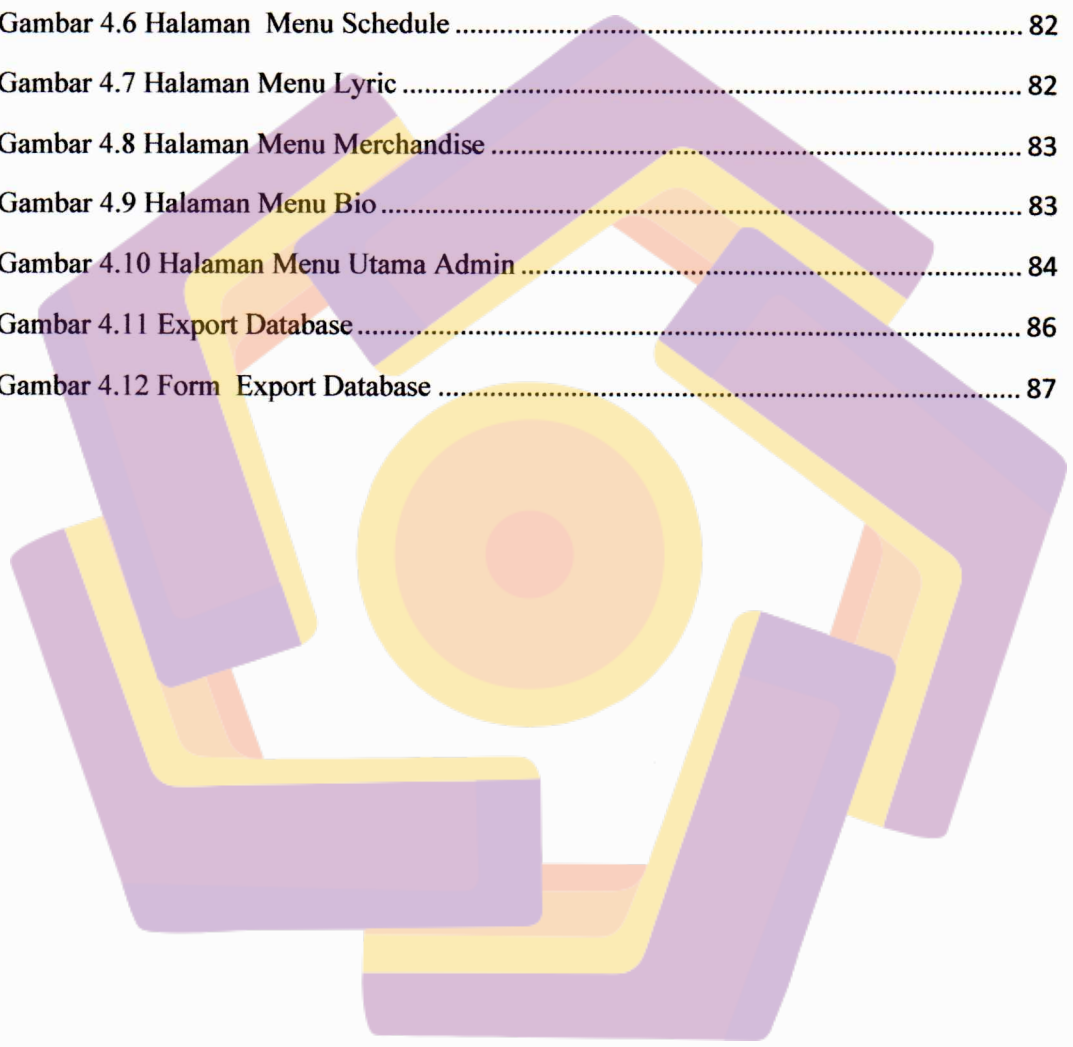 Gambar 4.6 Halaman Menu Schedule ........................................................................................ 82
Gambar 4.7 Halaman Menu Lyric ................................................................................................ 82
Gambar 4.8 Halaman Menu Merchandise .................................................................................. 83
Gambar 4.9 Halaman Menu Bio ................................................................................................... 83
Gambar 4.10 Halaman Menu Utama Admin .............................................................................. 84
Gambar 4.11 Export Database ...................................................................................................... 86
Gambar 4.12 Form Export Database ........................................................................................... 87